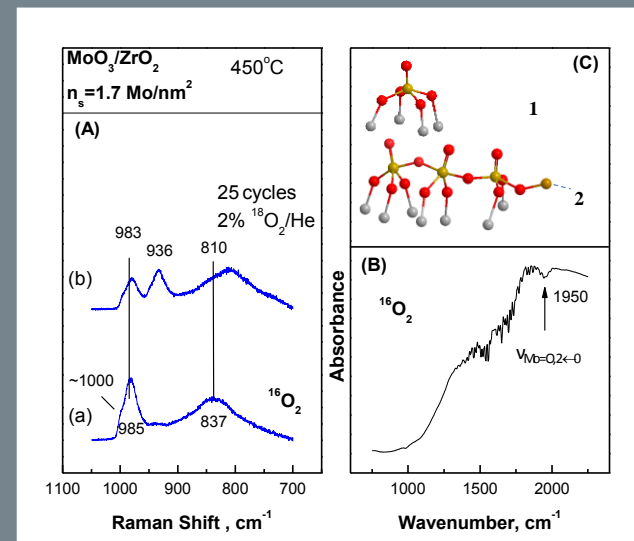 MoO₃/ZrO₂
n_s=1.7 Mo/nm²
450°C
(A)
25 cycles
2% ¹⁸O₂/He
983
936
810
(b)
~1000
¹⁶O₂
(a)
985
837
1100
1000
900
800
700
Raman Shift , cm⁻¹
(C)
1
2
(B)
¹⁶O₂
1950
ν_Mo=O,2←0
Absorbance
1000
1500
2000
Wavenumber, cm⁻¹